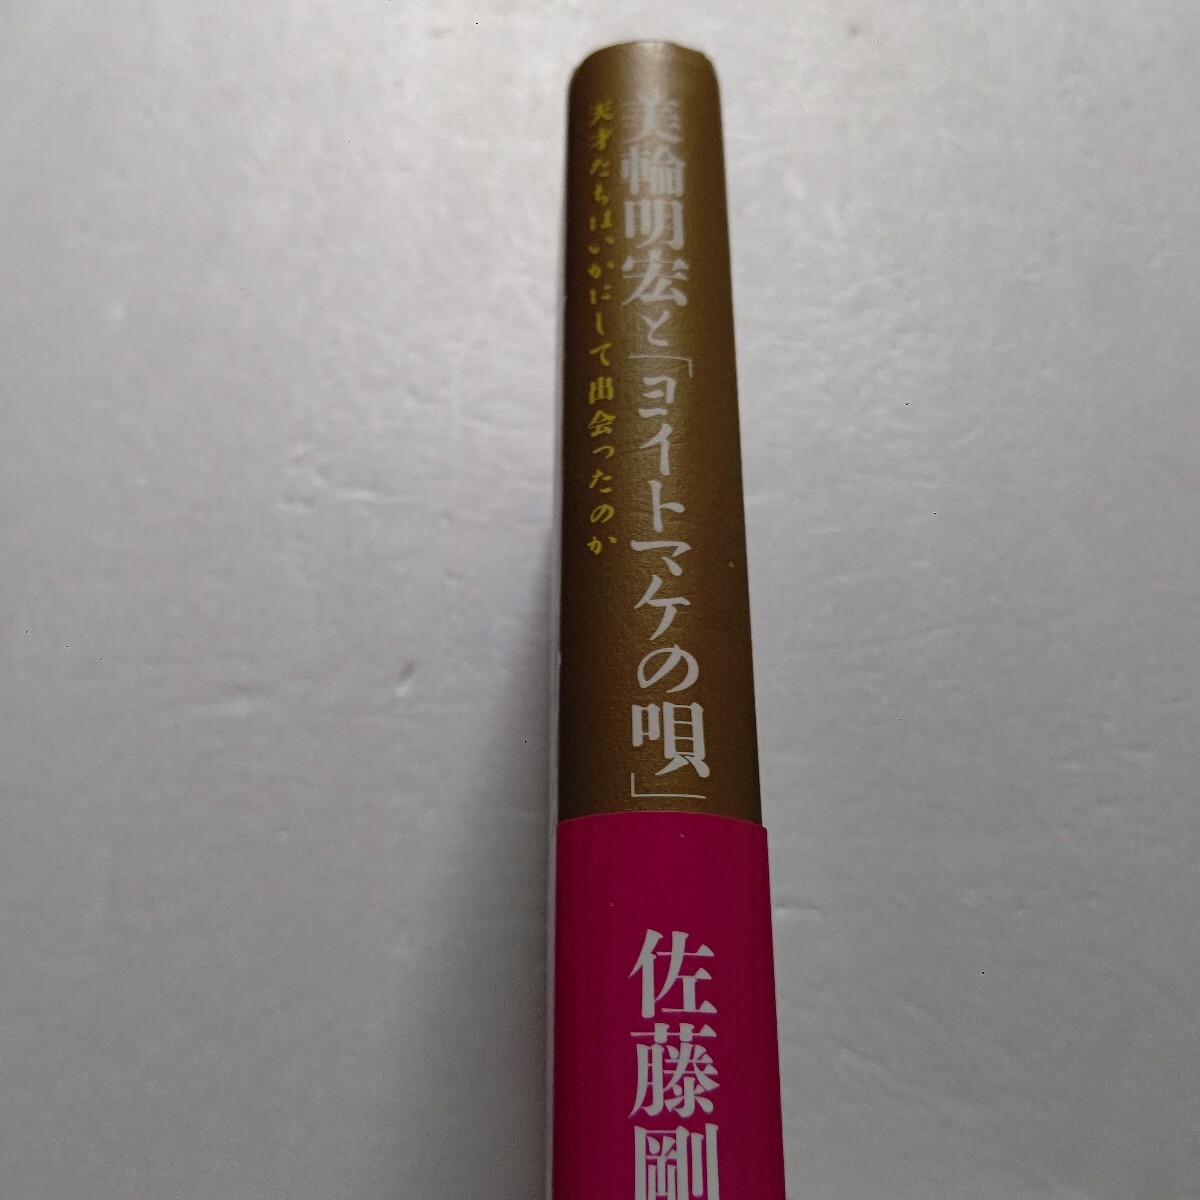 美輪明宏と「ヨイトマケの唄」
天才たちはいかにして出会ったのか
佐藤剛